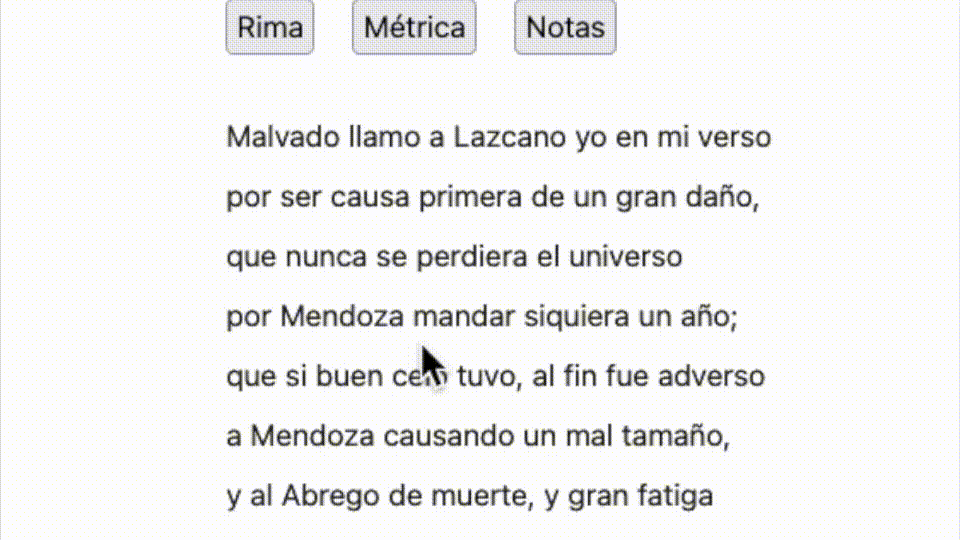 Rima Métrica Notas
Malvado llamo a Lazcano yo en mi verso
por ser causa primera de un gran daño,
que nunca se perdiera el universo
por Mendoza mandar siquiera un año;
que si buen tuvo, al fin fue adverso
a Mendoza causando un mal tamaño,
y al Abrego de muerte, y gran fatiga